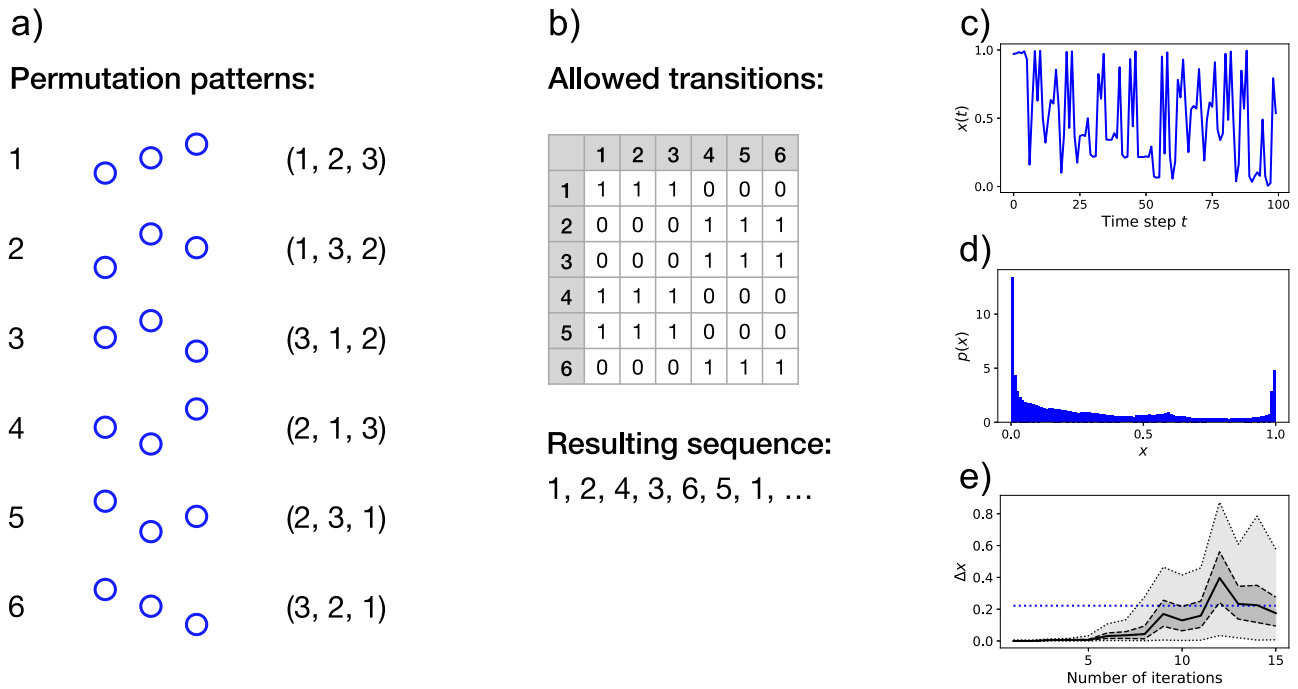 a)
Permutation patterns:
1 (1, 2, 3)
2 (1, 3, 2)
3 (3, 1, 2)
4 (2, 1, 3)
5 (2, 3, 1)
6 (3, 2, 1)
b)
Allowed transitions:
1 2 3 4 5 6
1 1 1 1 0 0 0
2 0 0 0 1 1 1
3 0 0 0 1 1 1
4 1 1 1 0 0 0
5 1 1 1 0 0 0
6 0 0 0 1 1 1
Resulting sequence:
1, 2, 4, 3, 6, 5, 1, …
c)
1.0
0.5
0.0
x(t)
0 25 50 75 100
Time step t
d)
10
5
0
p(x)
0.0 0.5 1.0
x
e)
0.8
0.6
0.4
0.2
0.0
Δx
5 10 15
Number of iterations